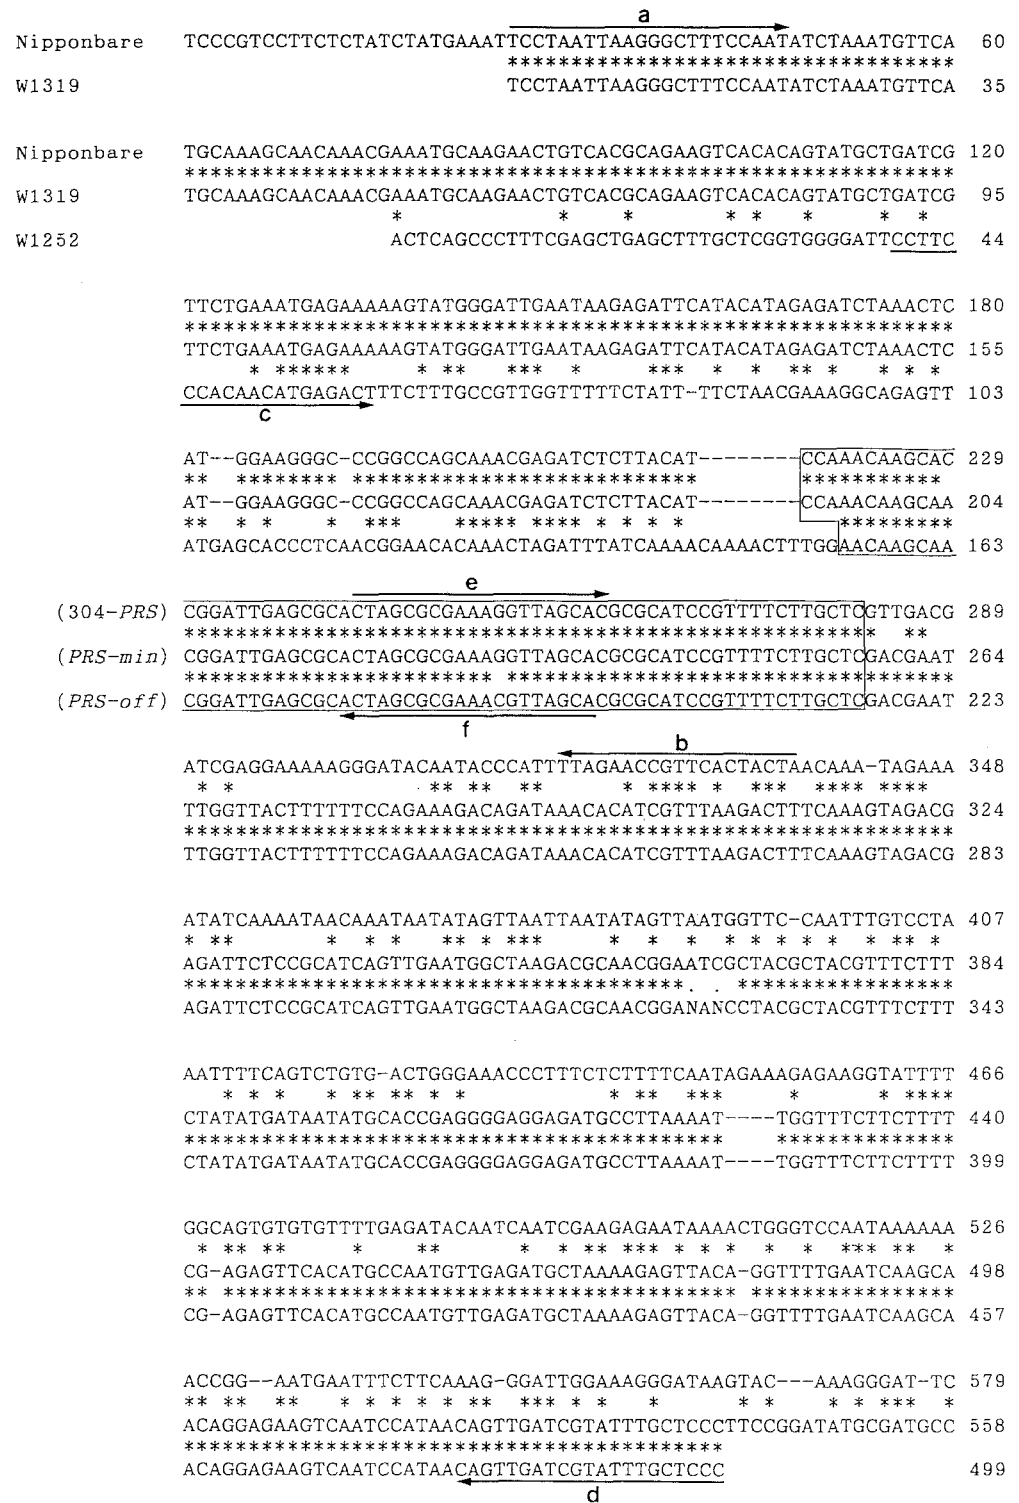 a
Nipponbare TCCCGTCCTTCTCTATCTATGAAATTCCTAATTAAGGGCTTTCCAATATCTAAATGTTCA 60
***********************************
W1319 TCCTAATTAAGGGCTTTCCAATATCTAAATGTTCA 35
Nipponbare TGCAAAGCAACAAACGAAATGCAAGAACTGTCACGCAGAAGTCACACAGTATGCTGATCG 120
************************************************************
W1319 TGCAAAGCAACAAACGAAATGCAAGAACTGTCACGCAGAAGTCACACAGTATGCTGATCG 95
* * * * * * * *
W1252 ACTCAGCCCTTTCGAGCTGAGCTTTGCTCGGTGGGGATTCCTTC 44
TTCTGAAATGAGAAAAAGTATGGGATTGAATAAGAGATTCATACATAGAGATCTAAACTC 180
************************************************************
TTCTGAAATGAGAAAAAGTATGGGATTGAATAAGAGATTCATACATAGAGATCTAAACTC 155
* ****** * ** ** * *** * * ** * * * *
CCACAACATGAGACTTTCTTTGCCGTTGGTTTTTCTATT-TTCTAACGAAAGGCAGAGTT 103
c
AT--GGAAGGGC-CCGGCCAGCAAACGAGATCTCTTACAT--------CCAAACAAGCAC 229
** ******** *************************** ***********
AT--GGAAGGGC-CCGGCCAGCAAACGAGATCTCTTACAT--------CCAAACAAGCAA 204
** * * * *** ***** **** * * * * *********
ATGAGCACCCTCAACGGAACACAAACTAGATTTATCAAAACAAAACTTTGGAACAAGCAA 163
e
(304-PRS) CGGATTGAGCGCACTAGCGCGAAAGGTTAGCACGCGCATCCGTTTTCTTGCTCGTTGACG 289
****************************************************** **
(PRS-min) CGGATTGAGCGCACTAGCGCGAAAGGTTAGCACGCGCATCCGTTTTCTTGCTCGACGAAT 264
************************ ***********************************
(PRS-off) CGGATTGAGCGCACTAGCGCGAAACGTTAGCACGCGCATCCGTTTTCTTGCTCGACGAAT 223
f
b
ATCGAGGAAAAAGGGATACAATACCCATTTTAGAACCGTTCACTACTAACAAA-TAGAAA 348
* * ** ** ** * **** ** **** **** ****
TTGGTTACTTTTTTCCAGAAAGACAGATAAACACATCGTTTAAGACTTTCAAAGTAGACG 324
************************************************************
TTGGTTACTTTTTTCCAGAAAGACAGATAAACACATCGTTTAAGACTTTCAAAGTAGACG 283
ATATCAAAATAACAAATAATATAGTTAATTAATATAGTTAATGGTTC-CAATTTGTCCTA 407
* ** * * * ** * *** * * * * * * * * ** *
AGATTCTCCGCATCAGTTGAATGGCTAAGACGCAACGGAATCGCTACGCTACGTTTCTTT 384
*************************************** . . *****************
AGATTCTCCGCATCAGTTGAATGGCTAAGACGCAACGGANANCCTACGCTACGTTTCTTT 343
AATTTTCAGTCTGTG-ACTGGGAAACCCTTTCTCTTTTCAATAGAAAGAGAAGGTATTTT 466
* * * * ** ** * * * ** *** * * ****
CTATATGATAATATGCACCGAGGGGAGGAGATGCCTTAAAAT----TGGTTTCTTCTTTT 440
****************************************** **************
CTATATGATAATATGCACCGAGGGGAGGAGATGCCTTAAAAT----TGGTTTCTTCTTTT 399
GGCAGTGTGTGTTTTGAGATACAATCAATCGAAGAGAATAAAACTGGGTCCAATAAAAAA 526
* ** ** * ** * * ** *** * * * * * *** ** *
CG-AGAGTTCACATGCCAATGTTGAGATGCTAAAAGAGTTACA-GGTTTTGAATCAAGCA 498
** **************************************** ****************
CG-AGAGTTCACATGCCAATGTTGAGATGCTAAAAGAGTTACA-GGTTTTGAATCAAGCA 457
ACCGG--AATGAATTTCTTCAAAG-GGATTGGAAAGGGATAAGTAC---AAAGGGAT-TC 579
** ** ** * * * * * ** ** * * ** * * *** *
ACAGGAGAAGTCAATCCATAACAGTTGATCGTATTTGCTCCCTTCCGGATATGCGATGCC 558
******************************************
ACAGGAGAAGTCAATCCATAACAGTTGATCGTATTTGCTCCC 499
d